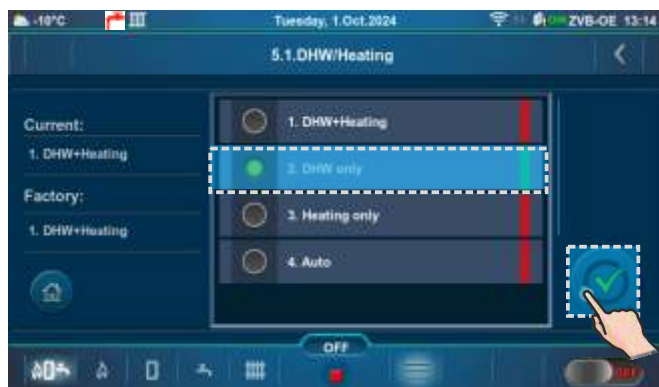 -10°C Tuesday, 1.Oct.2024 ZVB-OE 13:14
5.1.DHW/Heating
Current:
1. DHW+Heating
Factory:
1. DHW+Heating
1. DHW+Heating
2. DHW only
3. Heating only
4. Auto
OFF
OFF